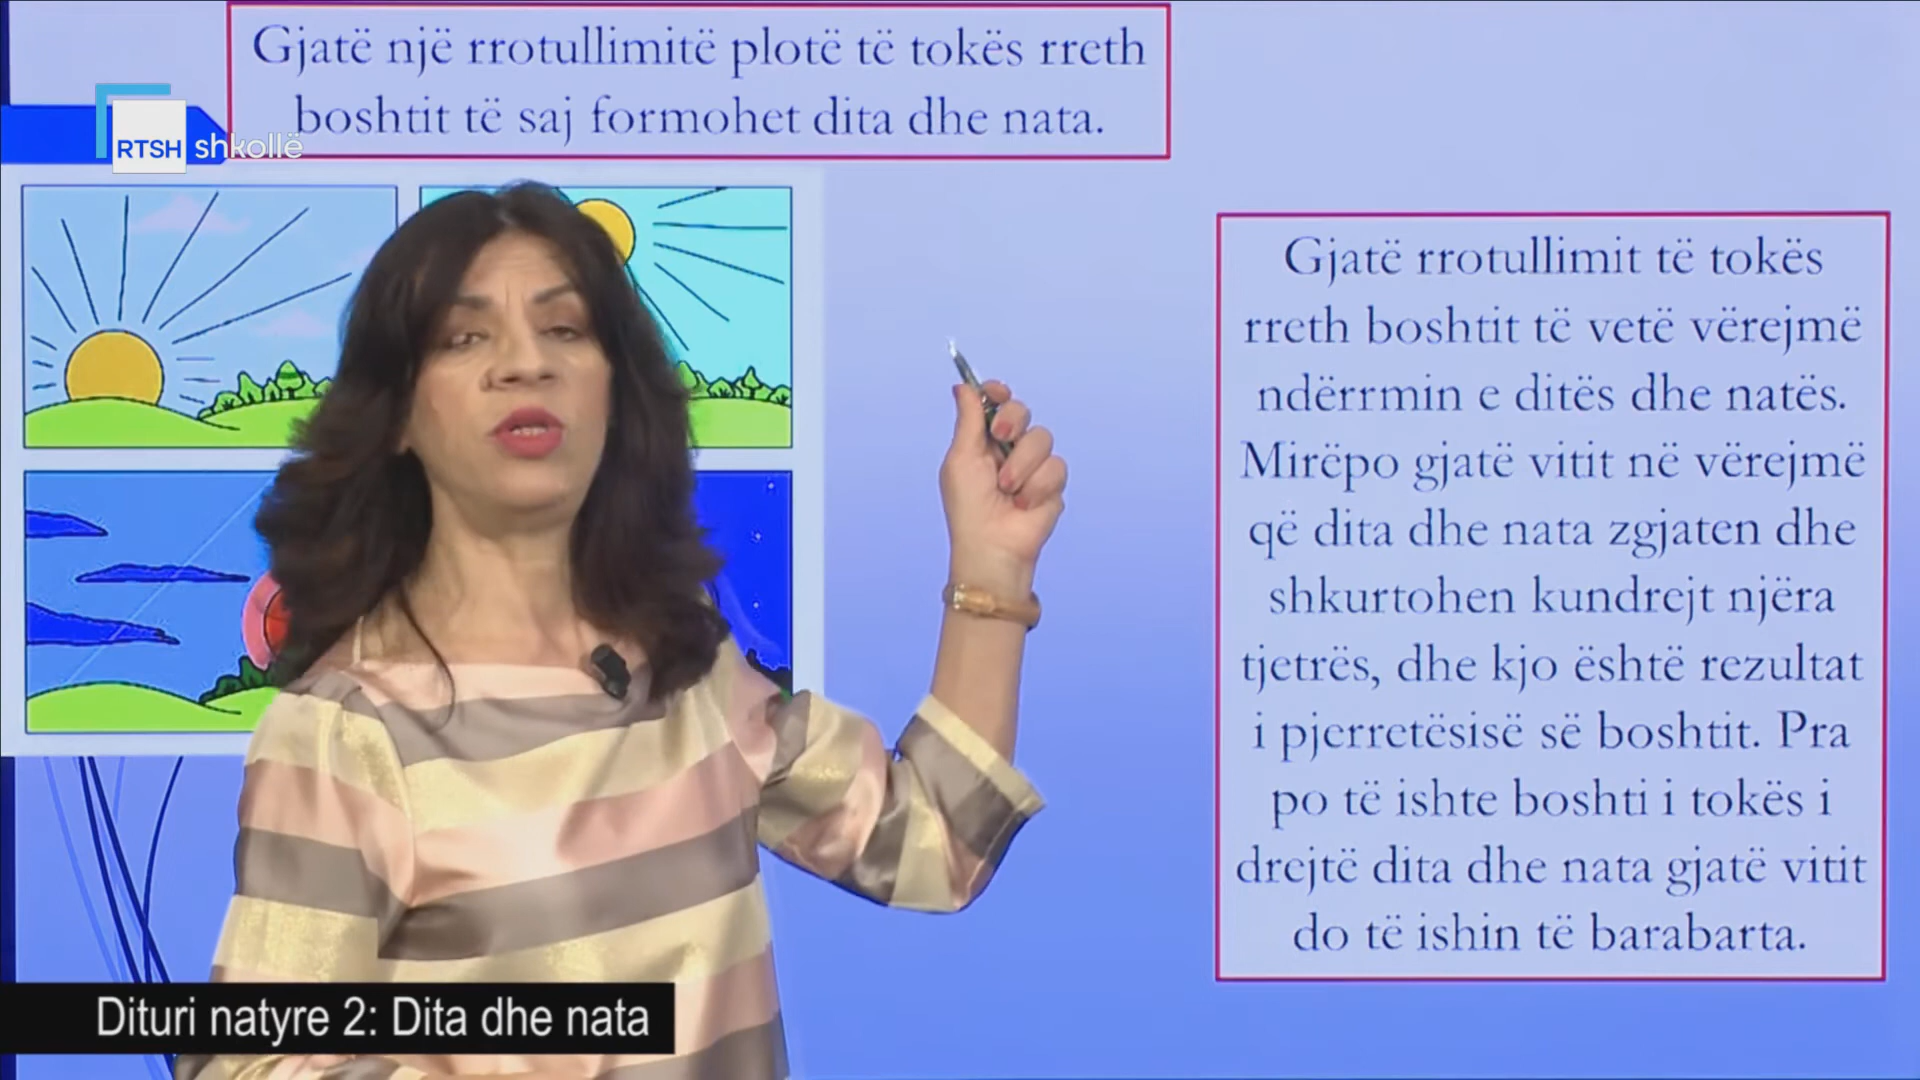 Gjatë një rrotullimitë plotë të tokës rreth
boshtit të saj formohet dita dhe nata.
RTSH shkollë
Gjatë rrotullimit të tokës
rreth boshtit të vetë vërejmë
ndërrmin e ditës dhe natës.
Mirëpo gjatë vitit në vërejmë
që dita dhe nata zgjaten dhe
shkurtohen kundrejt njëra
tjetrës, dhe kjo është rezultat
i pjerretësisë së boshtit. Pra
po të ishte boshti i tokës i
drejtë dita dhe nata gjatë vitit
do të ishin të barabarta.
Dituri natyre 2: Dita dhe nata